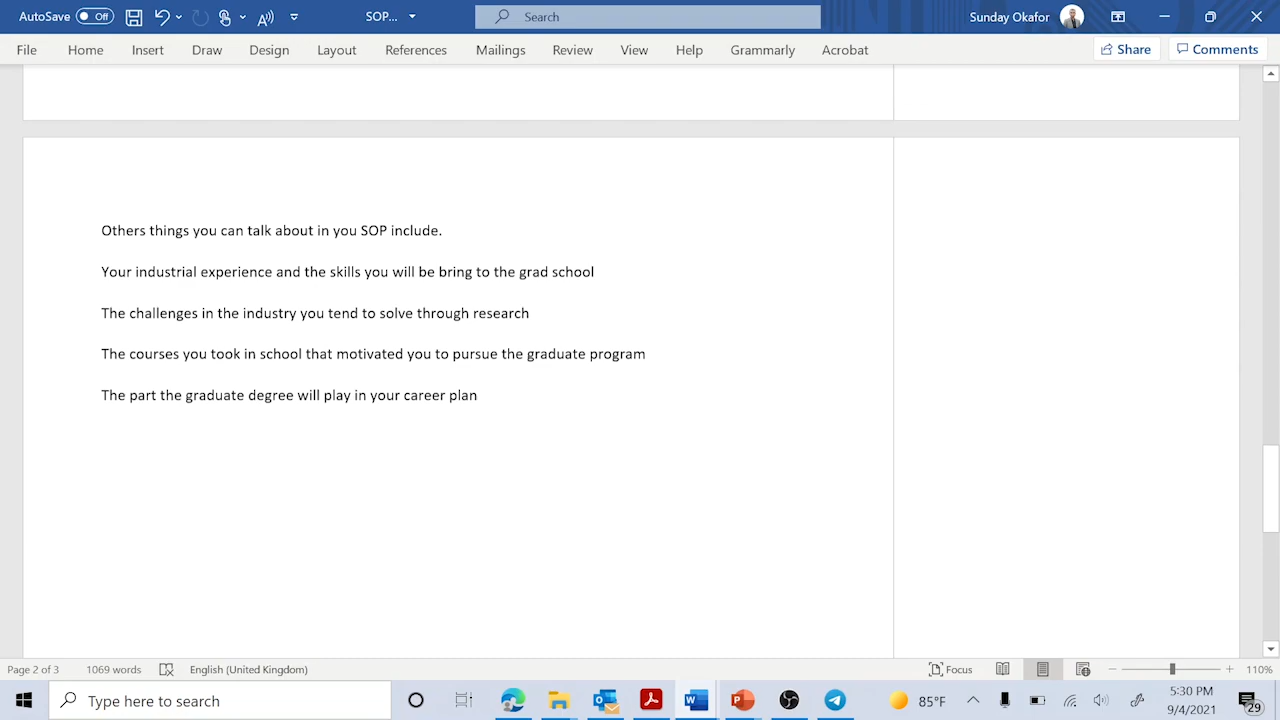 AutoSave Off SOP... Search Sunday Okafor
File Home Insert Draw Design Layout References Mailings Review View Help Grammarly Acrobat Share Comments
Others things you can talk about in you SOP include.
Your industrial experience and the skills you will be bring to the grad school
The challenges in the industry you tend to solve through research
The courses you took in school that motivated you to pursue the graduate program
The part the graduate degree will play in your career plan
Page 2 of 3 1069 words English (United Kingdom) Focus 110%
Type here to search 85°F 5:30 PM
9/4/2021 29